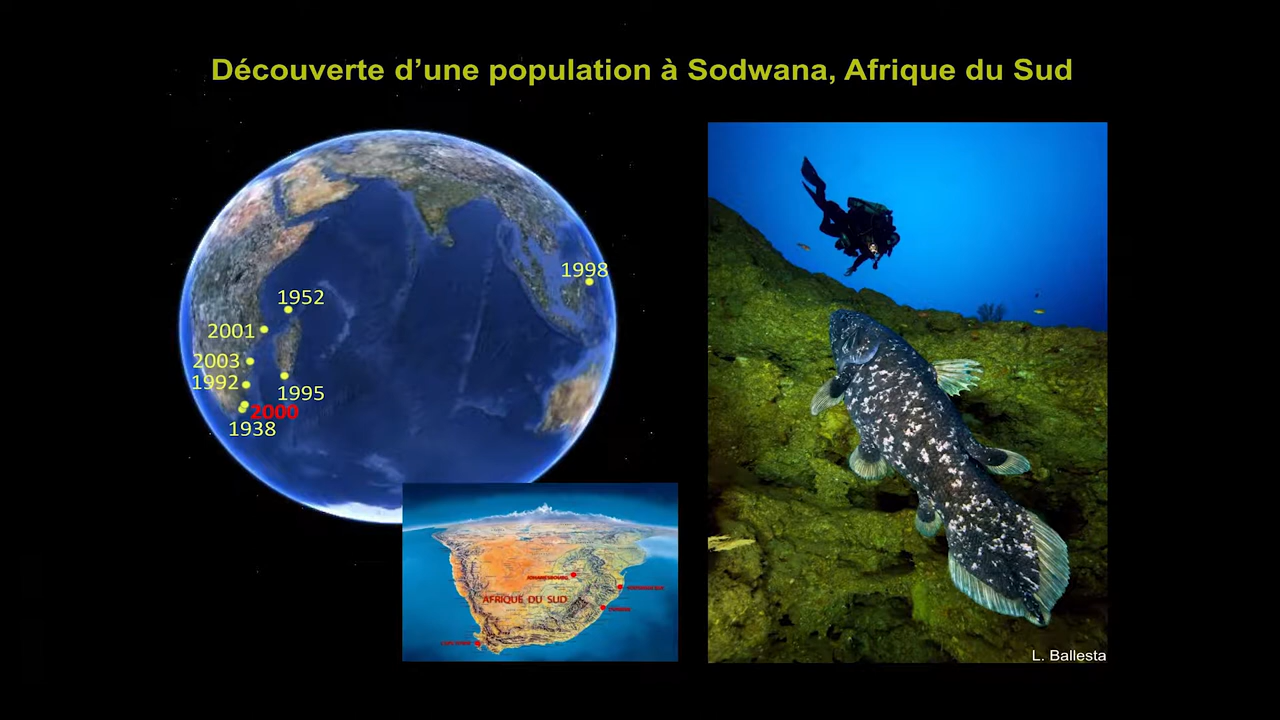 Découverte d’une population à Sodwana, Afrique du Sud
1998
1952
2001
2003
1992
1995
2000
1938
AFRIQUE DU SUD
L. Ballesta